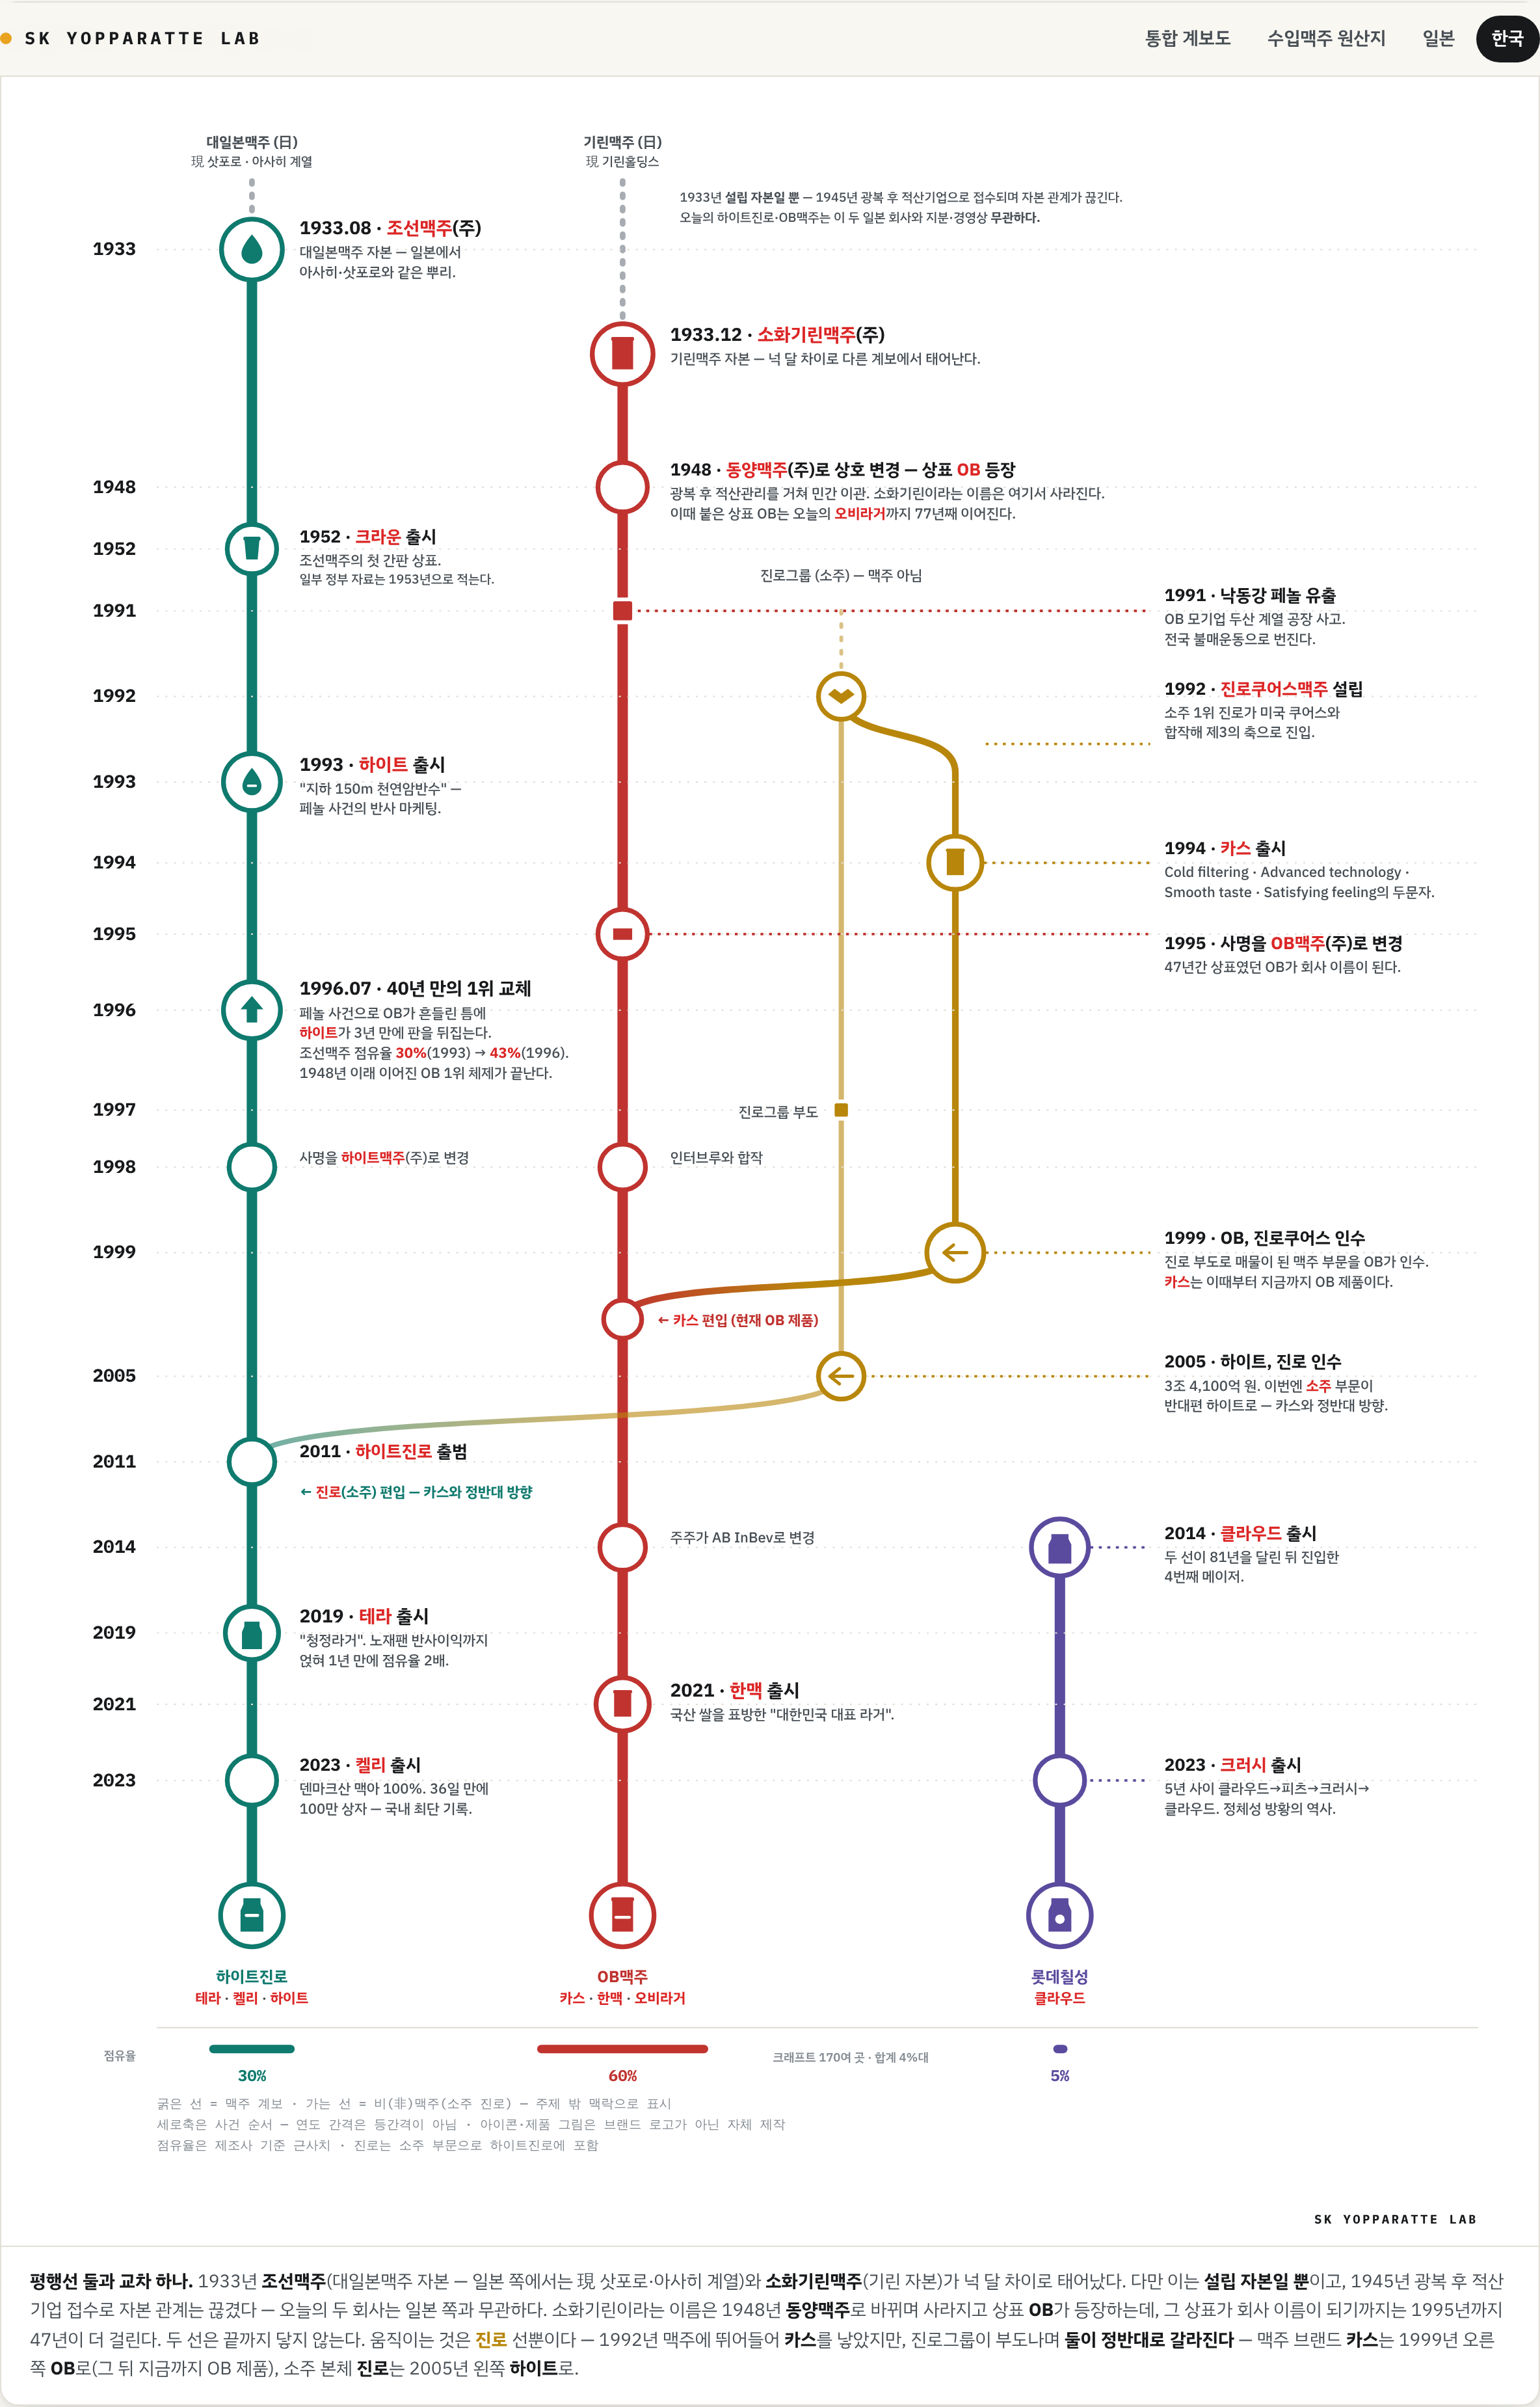 SK YOPPARATTE LAB
통합 계보도
수입맥주 원산지
일본
한국
대일본맥주 (日)
現 삿포로 · 아사히 계열
기린맥주 (日)
現 기린홀딩스
1933년 설립 자본일 뿐 — 1945년 광복 후 적산기업으로 접수되며 자본 관계가 끊긴다.
오늘의 하이트진로·OB맥주는 이 두 일본 회사와 지분·경영상 무관하다.
1933
1933.08 · 조선맥주(주)
대일본맥주 자본 — 일본에서
아사히·삿포로와 같은 뿌리.
1933.12 · 소화기린맥주(주)
기린맥주 자본 — 넉 달 차이로 다른 계보에서 태어난다.
1948
1948 · 동양맥주(주)로 상호 변경 — 상표 OB 등장
광복 후 적산관리를 거쳐 민간 이관. 소화기린이라는 이름은 여기서 사라진다.
이때 붙은 상표 OB는 오늘의 오비라거까지 77년째 이어진다.
1952
1952 · 크라운 출시
조선맥주의 첫 간판 상표.
일부 정부 자료는 1953년으로 적는다.
진로그룹 (소주) — 맥주 아님
1991
1991 · 낙동강 페놀 유출
OB 모기업 두산 계열 공장 사고.
전국 불매운동으로 번진다.
1992
1992 · 진로쿠어스맥주 설립
소주 1위 진로가 미국 쿠어스와
합작해 제3의 축으로 진입.
1993
1993 · 하이트 출시
"지하 150m 천연암반수" —
페놀 사건의 반사 마케팅.
1994
1994 · 카스 출시
Cold filtering · Advanced technology ·
Smooth taste · Satisfying feeling의 두문자.
1995
1995 · 사명을 OB맥주(주)로 변경
47년간 상표였던 OB가 회사 이름이 된다.
1996
1996.07 · 40년 만의 1위 교체
페놀 사건으로 OB가 흔들린 틈에
하이트가 3년 만에 판을 뒤집는다.
조선맥주 점유율 30%(1993) → 43%(1996).
1948년 이래 이어진 OB 1위 체제가 끝난다.
1997
진로그룹 부도
1998
사명을 하이트맥주(주)로 변경
인터브루와 합작
1999
1999 · OB, 진로쿠어스 인수
진로 부도로 매물이 된 맥주 부문을 OB가 인수.
카스는 이때부터 지금까지 OB 제품이다.
← 카스 편입 (현재 OB 제품)
2005
2005 · 하이트, 진로 인수
3조 4,100억 원. 이번엔 소주 부문이
반대편 하이트로 — 카스와 정반대 방향.
2011
2011 · 하이트진로 출범
← 진로(소주) 편입 — 카스와 정반대 방향
2014
주주가 AB InBev로 변경
2014 · 클라우드 출시
두 선이 81년을 달린 뒤 진입한
4번째 메이저.
2019
2019 · 테라 출시
"청정라거". 노재팬 반사이익까지
얹혀 1년 만에 점유율 2배.
2021
2021 · 한맥 출시
국산 쌀을 표방한 "대한민국 대표 라거".
2023
2023 · 켈리 출시
덴마크산 맥아 100%. 36일 만에
100만 상자 — 국내 최단 기록.
2023 · 크러시 출시
5년 사이 클라우드→피츠→크러시→
클라우드. 정체성 방황의 역사.
하이트진로
테라 · 켈리 · 하이트
OB맥주
카스 · 한맥 · 오비라거
롯데칠성
클라우드
점유율
30%
60%
크래프트 170여 곳 · 합계 4%대
5%
굵은 선 = 맥주 계보 · 가는 선 = 비(非)맥주(소주 진로) — 주제 밖 맥락으로 표시
세로축은 사건 순서 — 연도 간격은 등간격이 아님 · 아이콘·제품 그림은 브랜드 로고가 아닌 자체 제작
점유율은 제조사 기준 근사치 · 진로는 소주 부문으로 하이트진로에 포함
SK YOPPARATTE LAB
평행선 둘과 교차 하나. 1933년 조선맥주(대일본맥주 자본 — 일본 쪽에서는 現 삿포로·아사히 계열)와 소화기린맥주(기린 자본)가 넉 달 차이로 태어났다. 다만 이는 설립 자본일 뿐이고, 1945년 광복 후 적산
기업 접수로 자본 관계는 끊겼다 — 오늘의 두 회사는 일본 쪽과 무관하다. 소화기린이라는 이름은 1948년 동양맥주로 바뀌며 사라지고 상표 OB가 등장하는데, 그 상표가 회사 이름이 되기까지는 1995년까지
47년이 더 걸린다. 두 선은 끝까지 닿지 않는다. 움직이는 것은 진로 선뿐이다 — 1992년 맥주에 뛰어들어 카스를 낳았지만, 진로그룹이 부도나며 둘이 정반대로 갈라진다 — 맥주 브랜드 카스는 1999년 오른
쪽 OB로(그 뒤 지금까지 OB 제품), 소주 본체 진로는 2005년 왼쪽 하이트로.